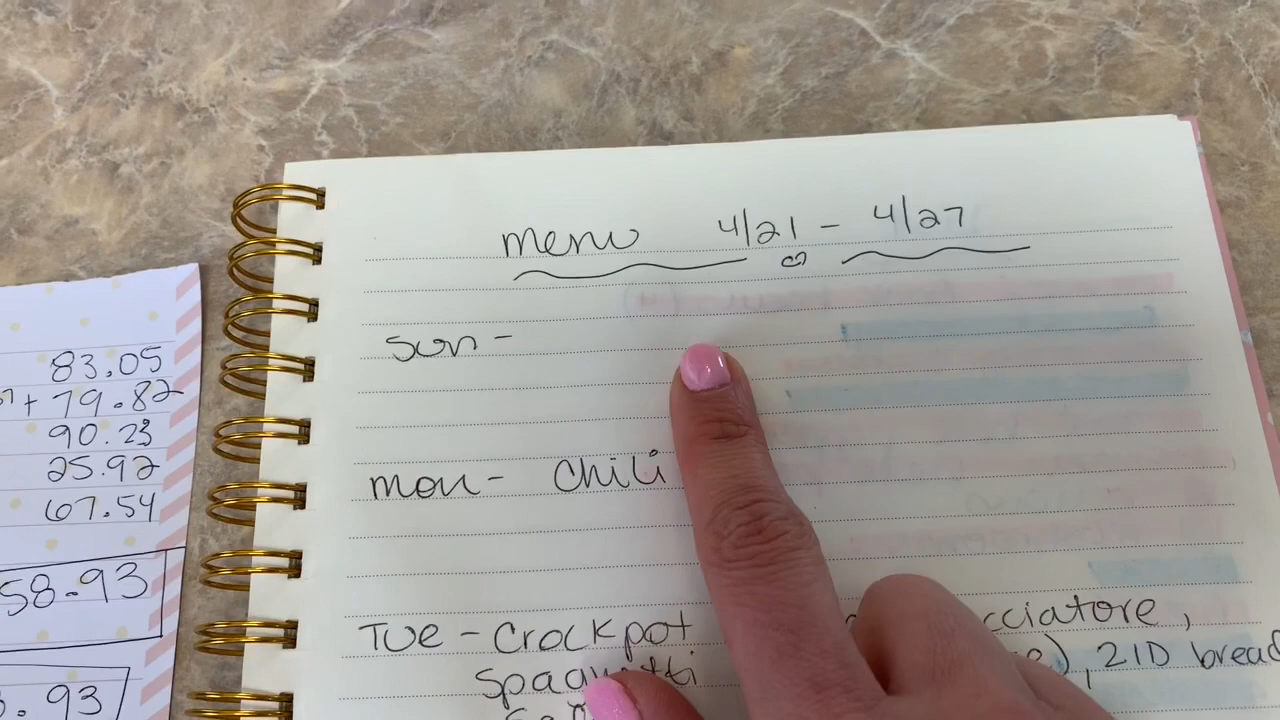 menu 4/21 - 4/27
sun -
mon - Chili
TUE - Crockpot cciatore,
Spaghetti , 21D bread
83.05
+ 79.82
90.23
25.92
67.54
58.93
.93